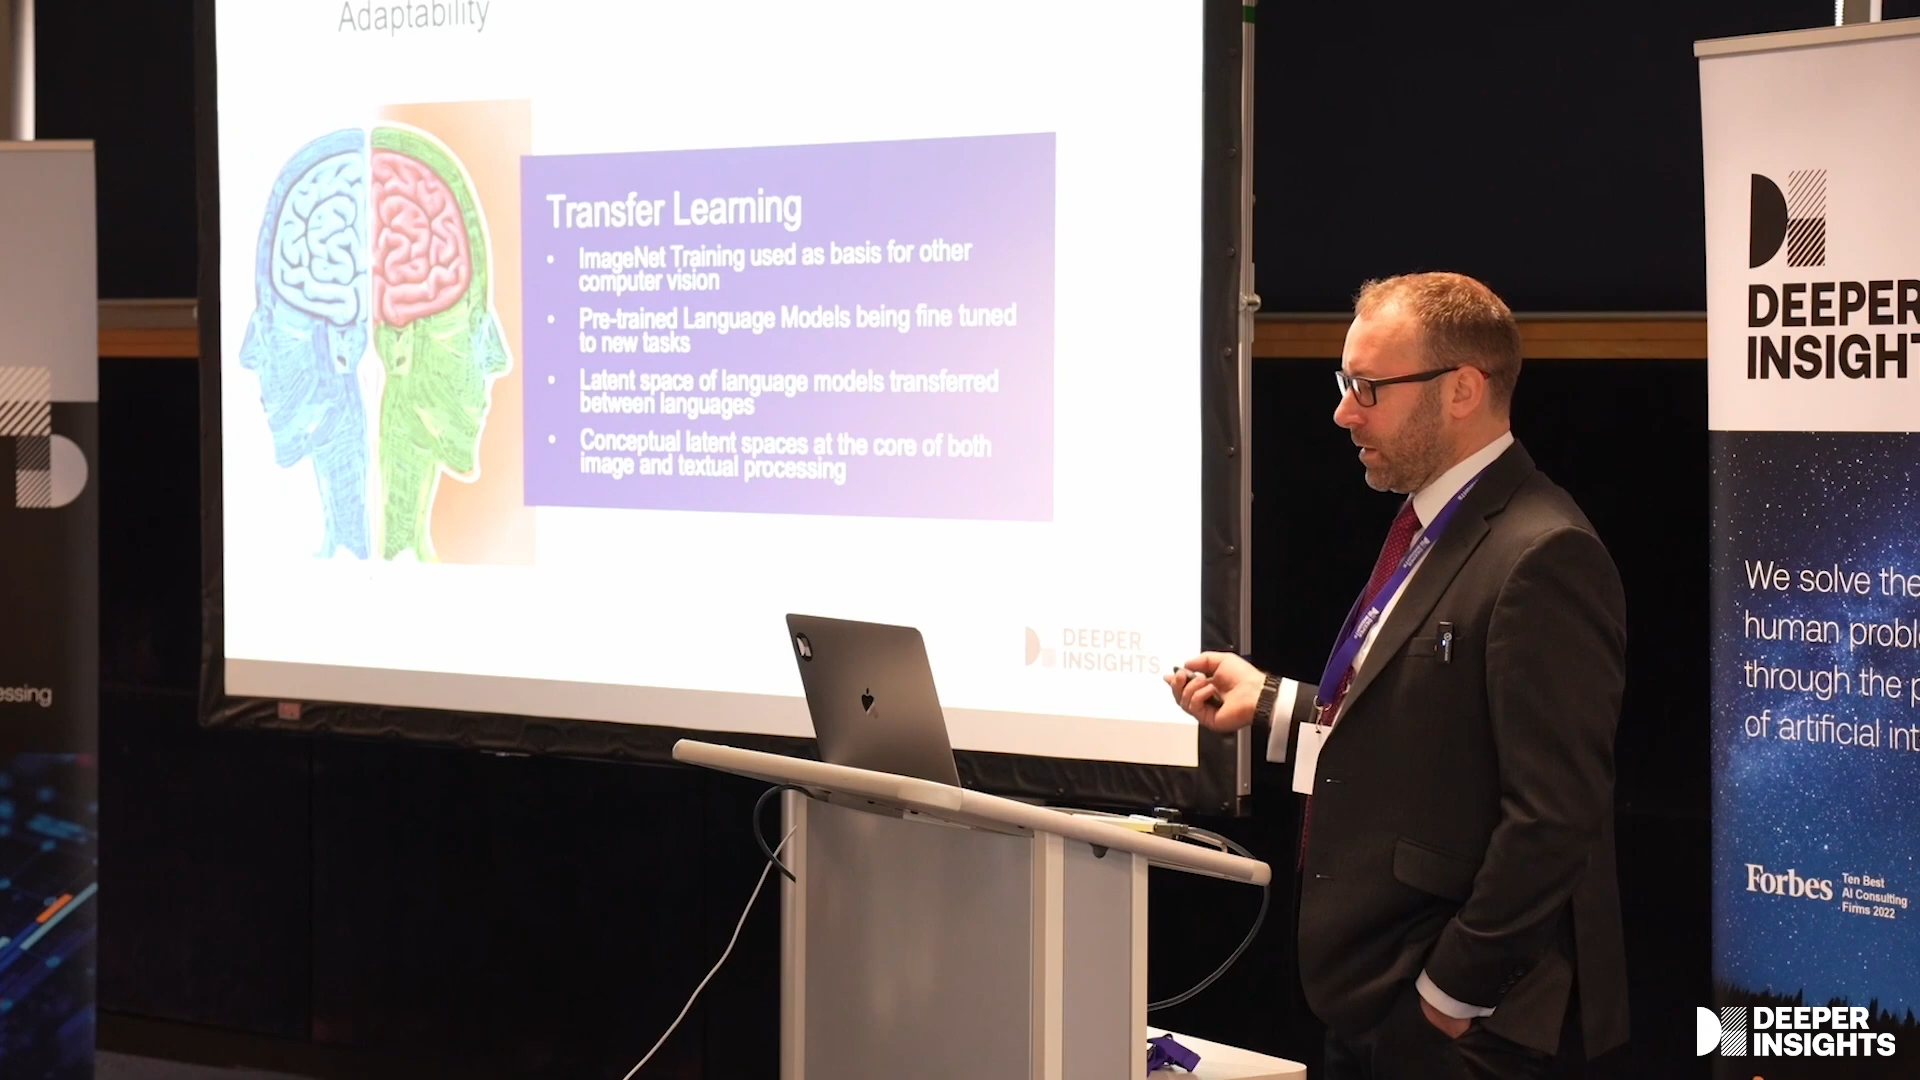 Adaptability
Transfer Learning
• ImageNet Training used as basis for other
computer vision
• Pre-trained Language Models being fine tuned
to new tasks
• Latent space of language models transferred
between languages
• Conceptual latent spaces at the core of both
image and textual processing
DEEPER
INSIGHTS
essing
DEEPER
INSIGHT
We solve the
human probl
through the p
of artificial int
Forbes
Ten Best
AI Consulting
Firms 2022
DEEPER
INSIGHTS